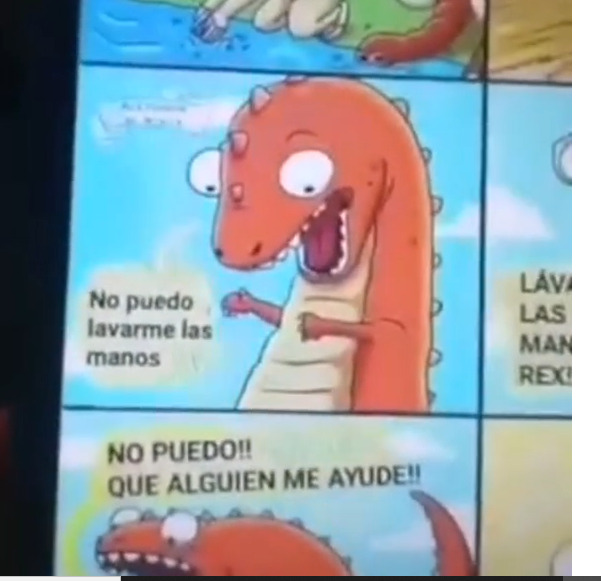 No puedo
lavarme las
manos
LÁVA
LAS
MAN
REX!
NO PUEDO!!
QUE ALGUIEN ME AYUDE!!